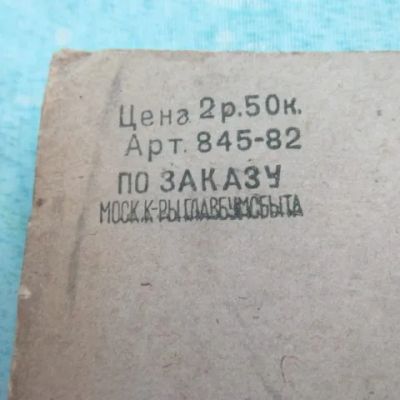 Цена 2р.50к.
Арт. 845-82
ПО ЗАКАЗУ
МОСК.К-РЫ ГЛАВБУМСБЫТА